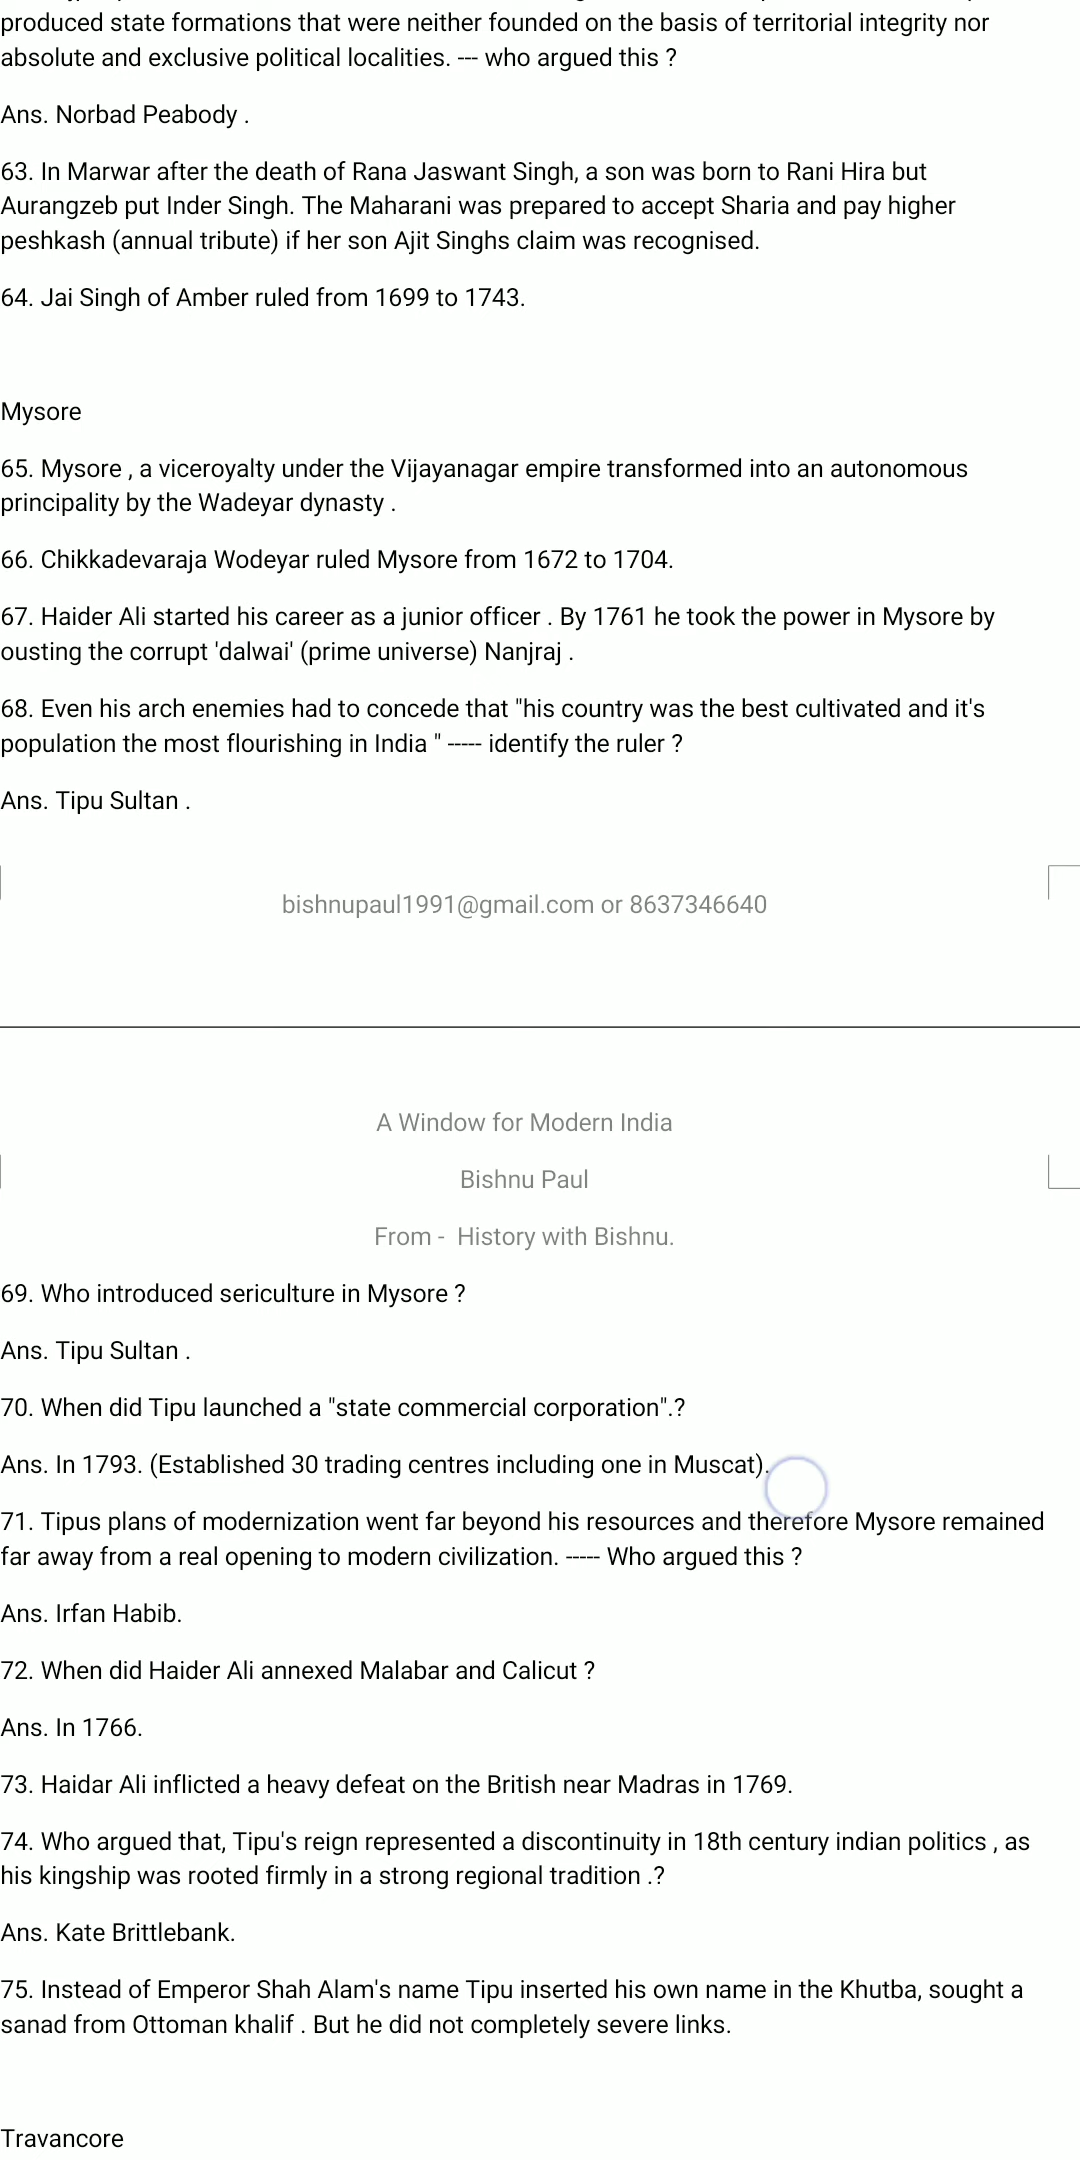 produced state formations that were neither founded on the basis of territorial integrity nor
absolute and exclusive political localities. --- who argued this ?
Ans. Norbad Peabody .
63. In Marwar after the death of Rana Jaswant Singh, a son was born to Rani Hira but
Aurangzeb put Inder Singh. The Maharani was prepared to accept Sharia and pay higher
peshkash (annual tribute) if her son Ajit Singhs claim was recognised.
64. Jai Singh of Amber ruled from 1699 to 1743.
Mysore
65. Mysore , a viceroyalty under the Vijayanagar empire transformed into an autonomous
principality by the Wadeyar dynasty .
66. Chikkadevaraja Wodeyar ruled Mysore from 1672 to 1704.
67. Haider Ali started his career as a junior officer . By 1761 he took the power in Mysore by
ousting the corrupt 'dalwai' (prime universe) Nanjraj .
68. Even his arch enemies had to concede that "his country was the best cultivated and it's
population the most flourishing in India " ----- identify the ruler ?
Ans. Tipu Sultan .
bishnupaul1991@gmail.com or 8637346640
A Window for Modern India
Bishnu Paul
From -  History with Bishnu.
69. Who introduced sericulture in Mysore ?
Ans. Tipu Sultan .
70. When did Tipu launched a "state commercial corporation".?
Ans. In 1793. (Established 30 trading centres including one in Muscat).
71. Tipus plans of modernization went far beyond his resources and therefore Mysore remained
far away from a real opening to modern civilization. ----- Who argued this ?
Ans. Irfan Habib.
72. When did Haider Ali annexed Malabar and Calicut ?
Ans. In 1766.
73. Haidar Ali inflicted a heavy defeat on the British near Madras in 1769.
74. Who argued that, Tipu's reign represented a discontinuity in 18th century indian politics , as
his kingship was rooted firmly in a strong regional tradition .?
Ans. Kate Brittlebank.
75. Instead of Emperor Shah Alam's name Tipu inserted his own name in the Khutba, sought a
sanad from Ottoman khalif . But he did not completely severe links.
Travancore